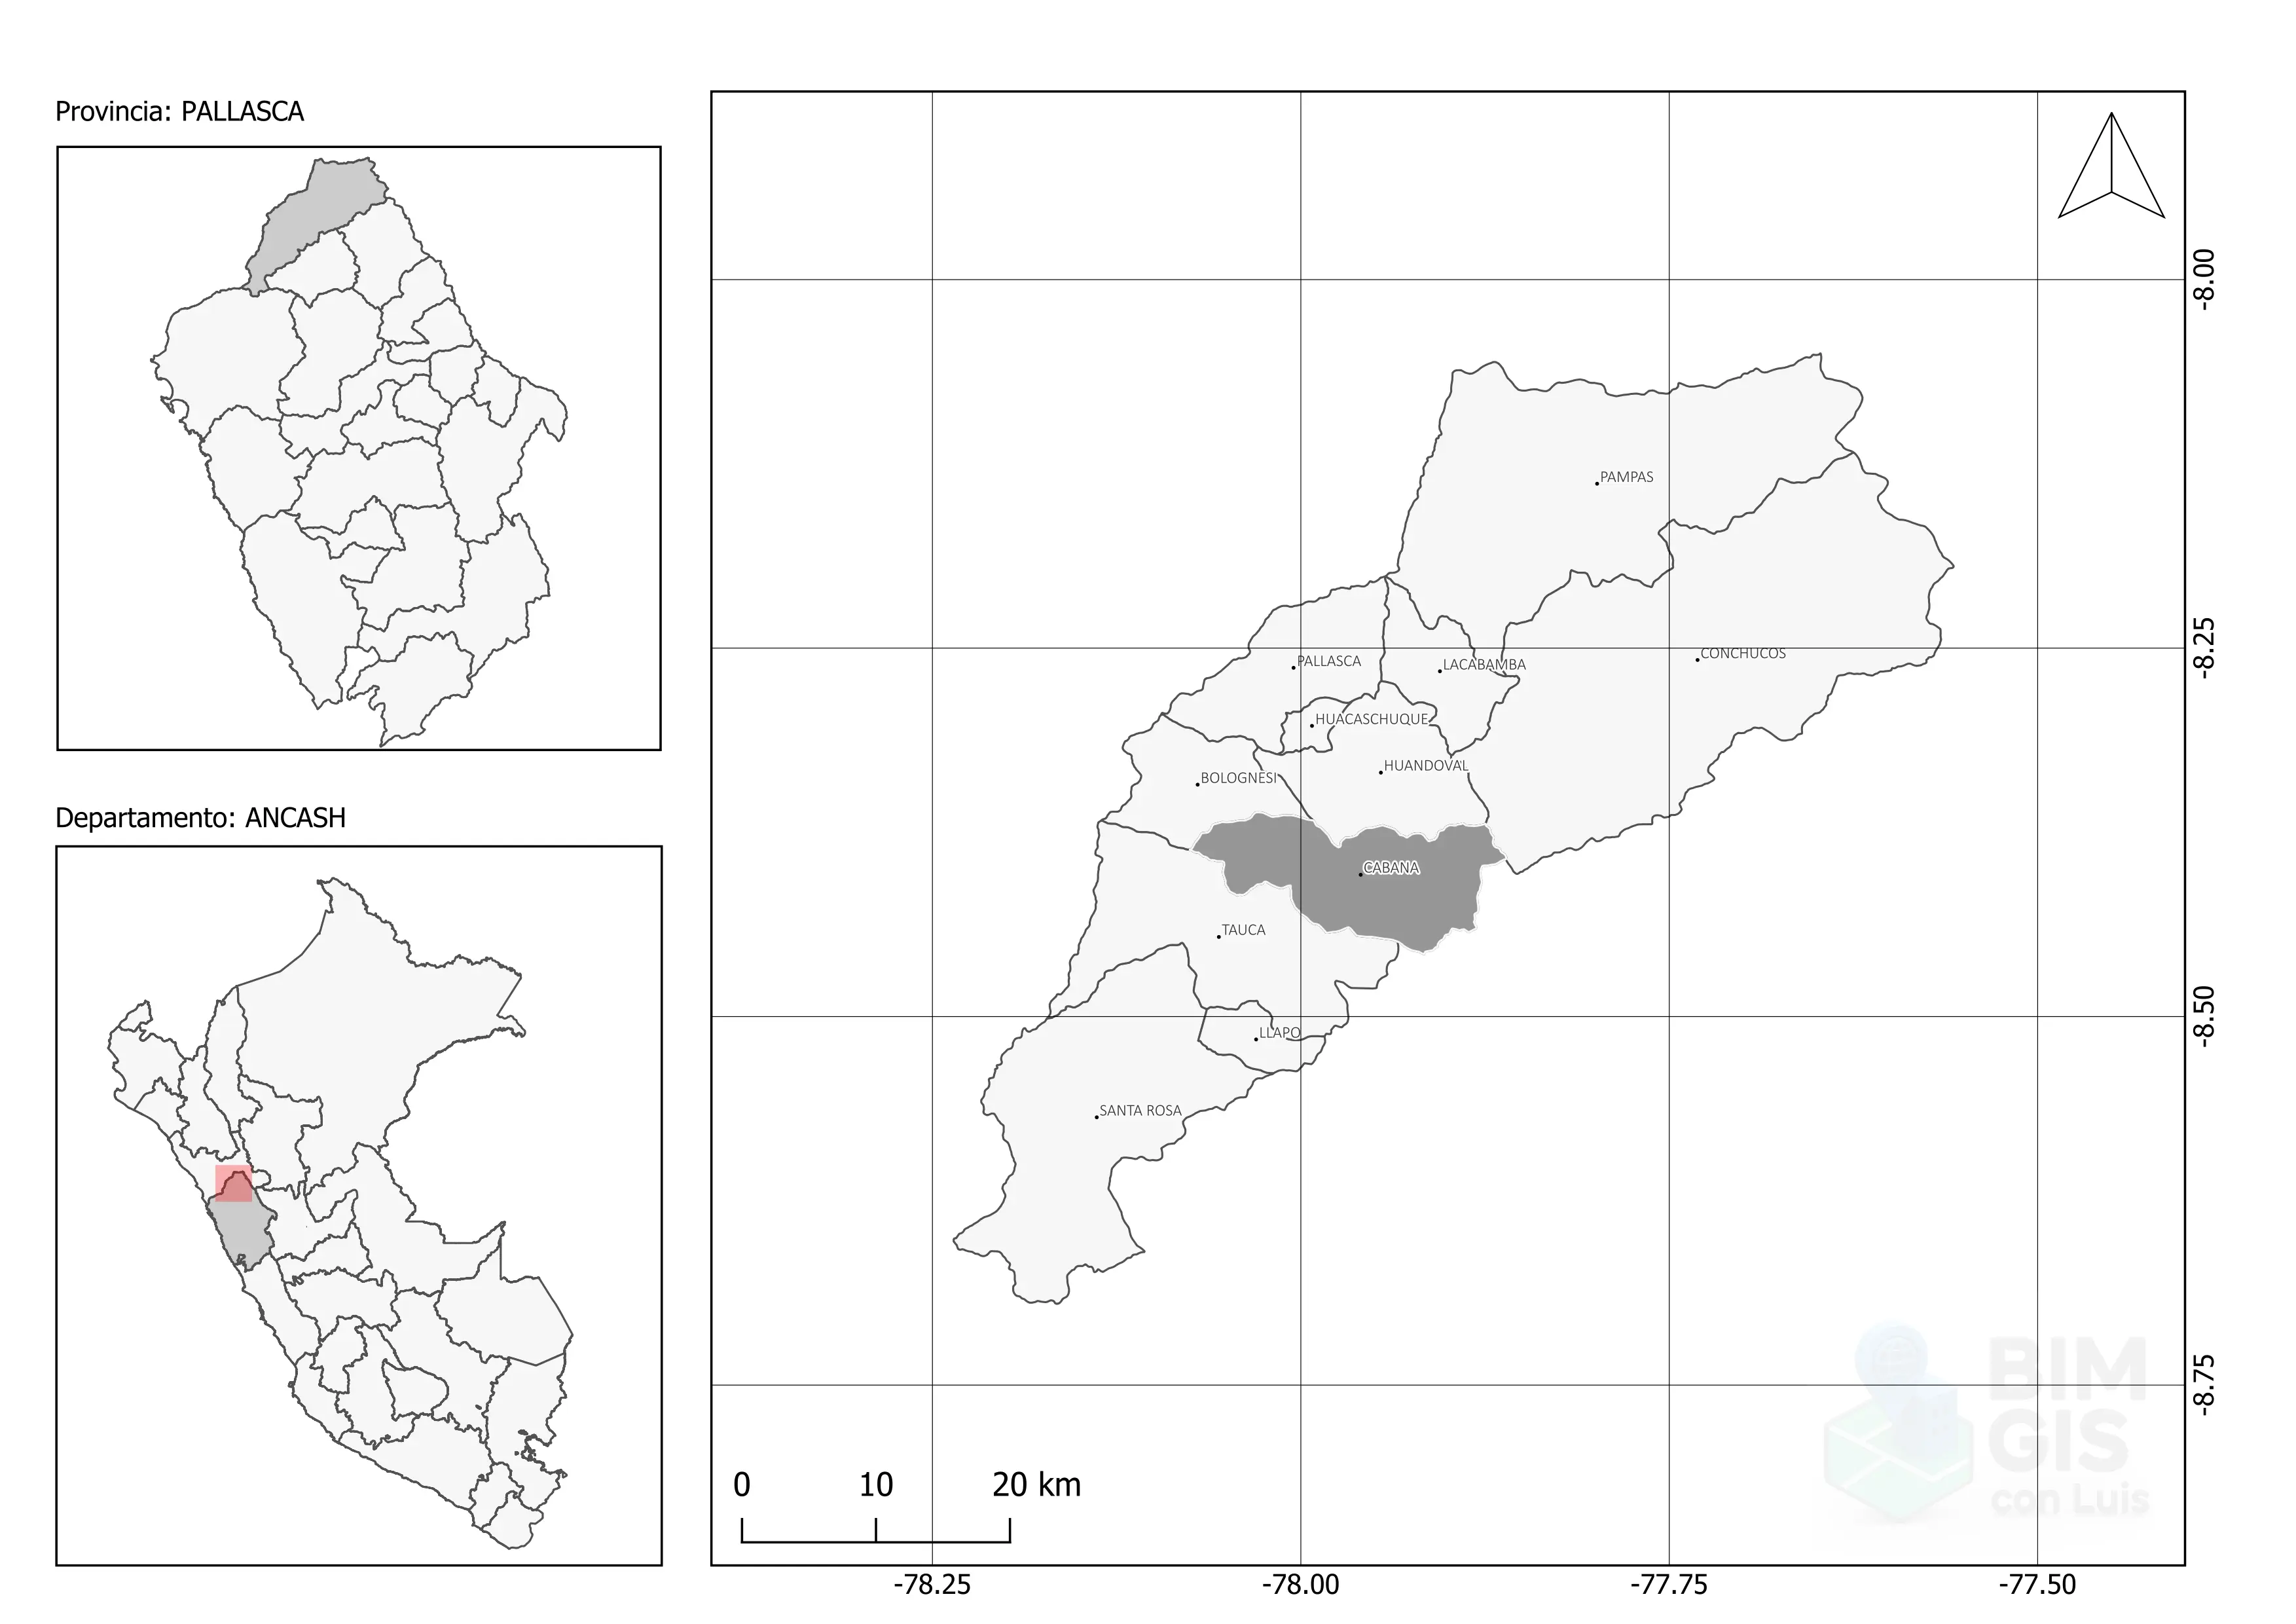 Provincia: PALLASCA
Departamento: ANCASH
PAMPAS
CONCHUCOS
PALLASCA
LACABAMBA
HUACASCHUQUE
HUANDOVAL
BOLOGNESI
CABANA
TAUCA
LLAPO
SANTA ROSA
-8.00
-8.25
-8.50
-8.75
BIM
GIS
con Luis
0 10 20 km
-78.25 -78.00 -77.75 -77.50